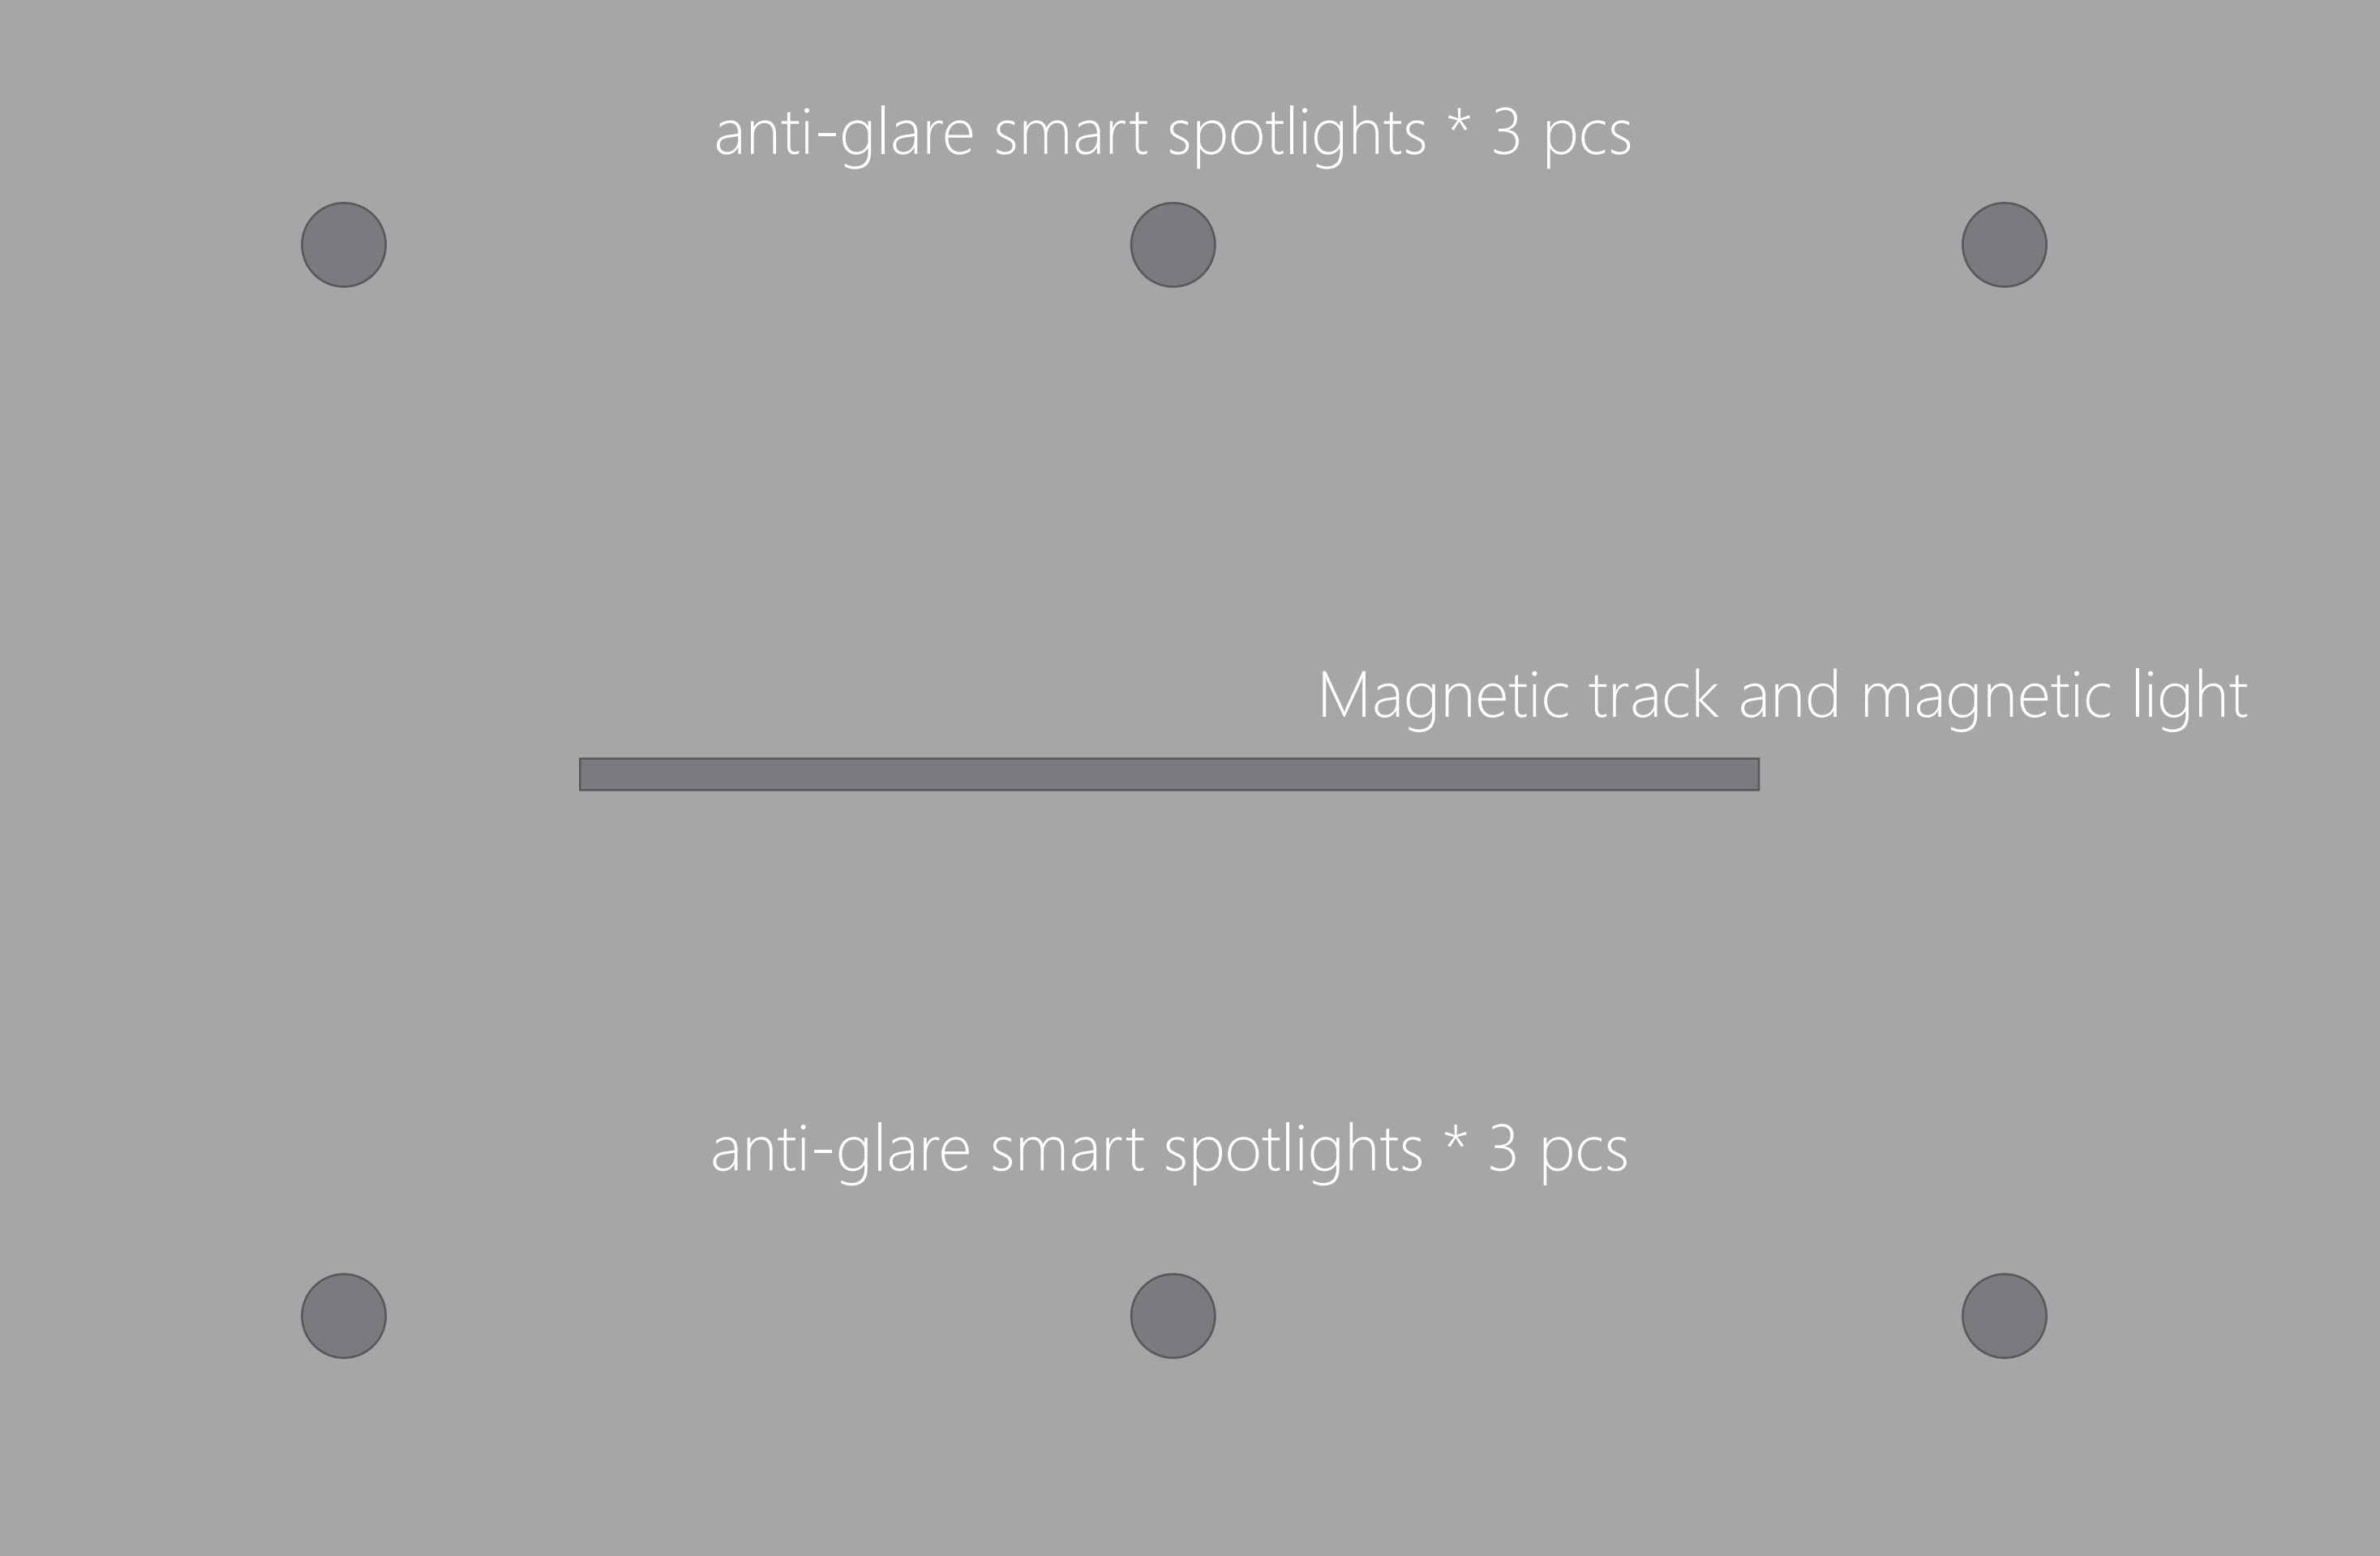 anti-glare smart spotlights * 3 pcs
Magnetic track and magnetic light
anti-glare smart spotlights * 3 pcs